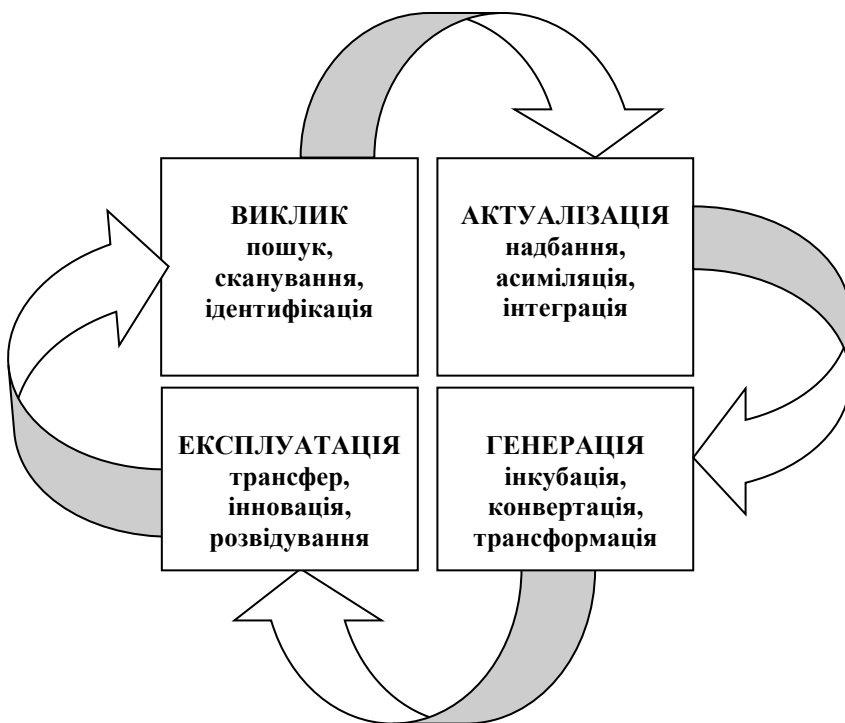 ВИКЛИК
пошук,
сканування,
ідентифікація
АКТУАЛІЗАЦІЯ
надбання,
асиміляція,
інтеграція
ЕКСПЛУАТАЦІЯ
трансфер,
інновація,
розвідування
ГЕНЕРАЦІЯ
інкубація,
конвертація,
трансформація